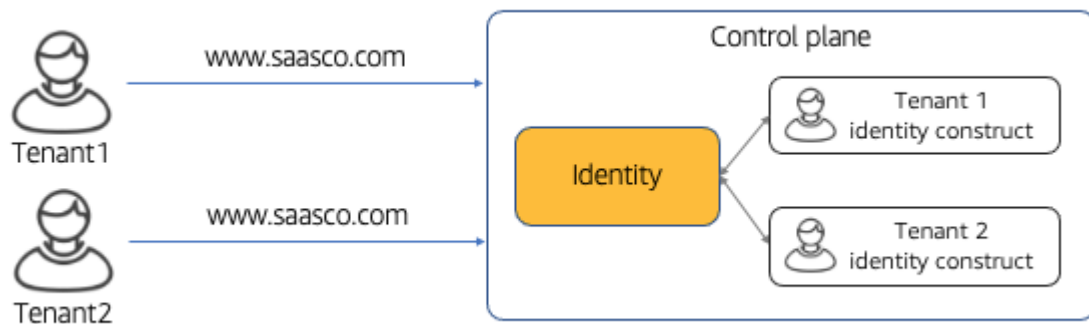 www.saasco.com
Tenant1
www.saasco.com
Tenant2
Control plane
Identity
Tenant 1
identity construct
Tenant 2
identity construct